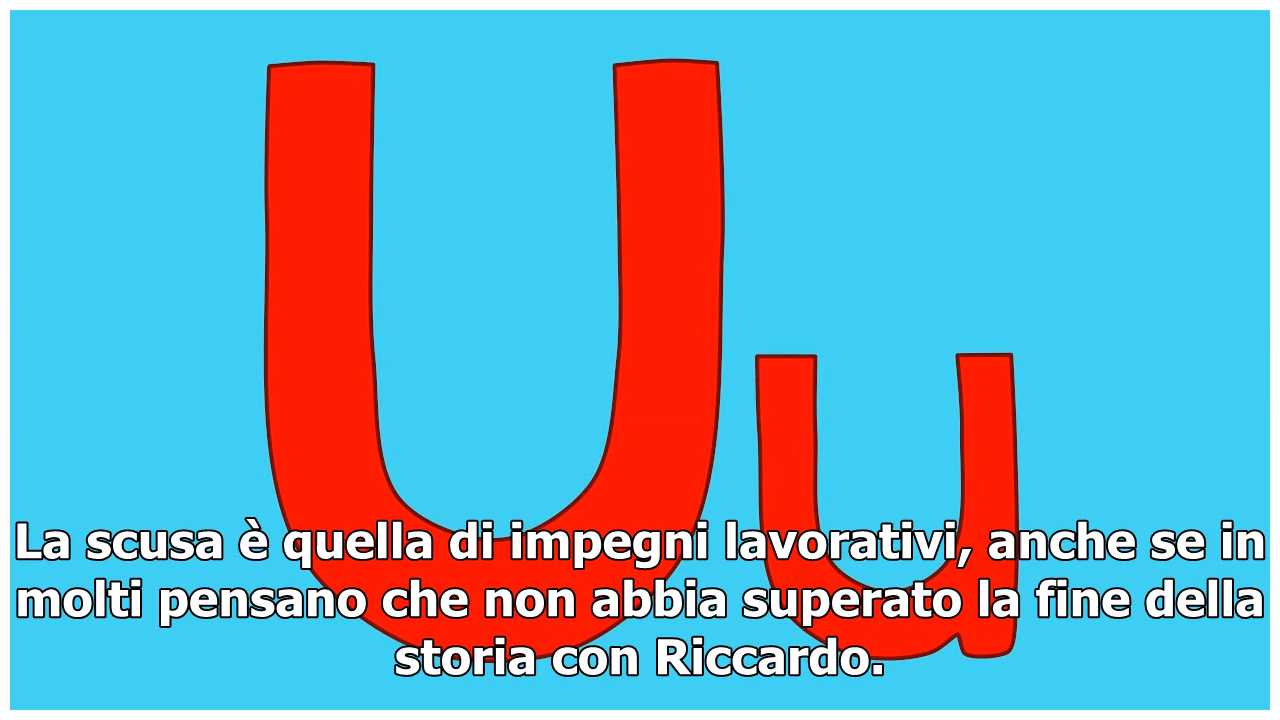 Uu
La scusa è quella di impegni lavorativi, anche se in
molti pensano che non abbia superato la fine della
storia con Riccardo.